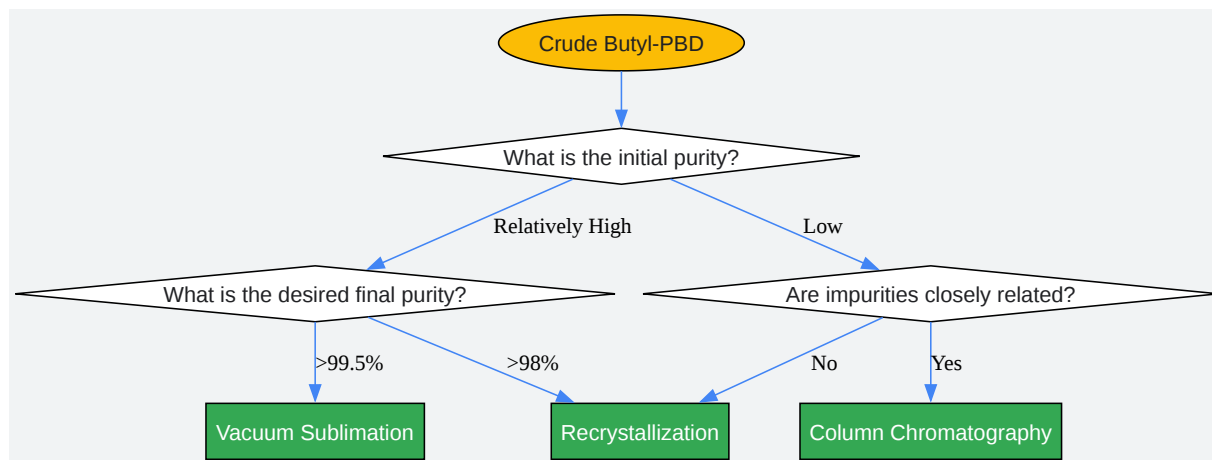 Crude Butyl-PBD
What is the initial purity?
Relatively High
Low
What is the desired final purity?
Are impurities closely related?
>99.5%
>98%
No
Yes
Vacuum Sublimation
Recrystallization
Column Chromatography